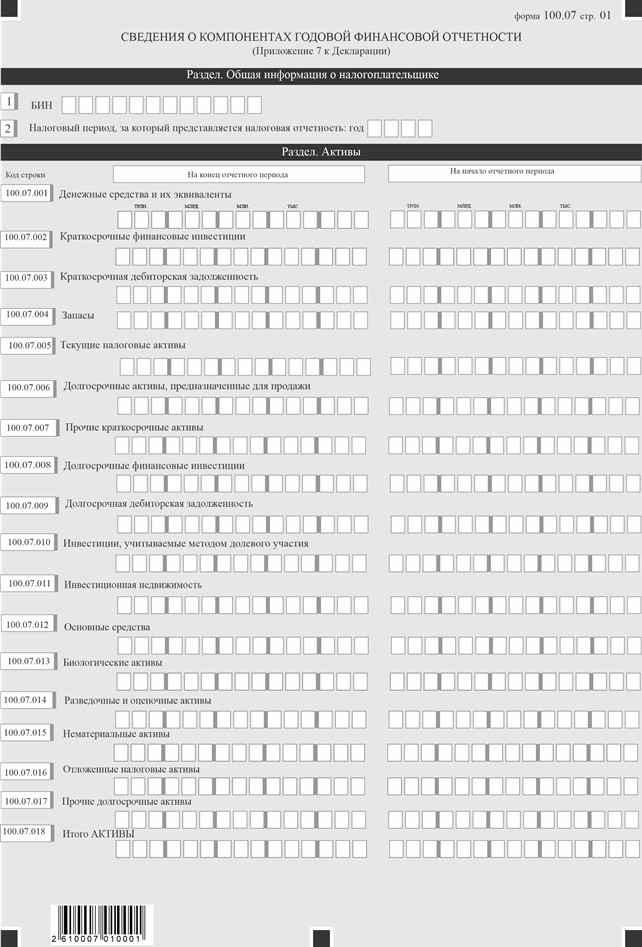 форма 100.07 стр. 01
СВЕДЕНИЯ О КОМПОНЕНТАХ ГОДОВОЙ ФИНАНСОВОЙ ОТЧЕТНОСТИ
(Приложение 7 к Декларации)
Раздел. Общая информация о налогоплательщике
1 БИН
2 Налоговый период, за который представляется налоговая отчетность: год
Раздел. Активы
Код строки На конец отчетного периода На начало отчетного периода
100.07.001 Денежные средства и их эквиваленты
ТРЛН. МЛРД. МЛН. ТЫС. ТРЛН. МЛРД. МЛН. ТЫС.
100.07.002 Краткосрочные финансовые инвестиции
100.07.003 Краткосрочная дебиторская задолженность
100.07.004 Запасы
100.07.005 Текущие налоговые активы
100.07.006 Долгосрочные активы, предназначенные для продажи
100.07.007 Прочие краткосрочные активы
100.07.008 Долгосрочные финансовые инвестиции
100.07.009 Долгосрочная дебиторская задолженность
100.07.010 Инвестиции, учитываемые методом долевого участия
100.07.011 Инвестиционная недвижимость
100.07.012 Основные средства
100.07.013 Биологические активы
100.07.014 Разведочные и оценочные активы
100.07.015 Нематериальные активы
100.07.016 Отложенные налоговые активы
100.07.017 Прочие долгосрочные активы
100.07.018 Итого АКТИВЫ
2 610007 010001